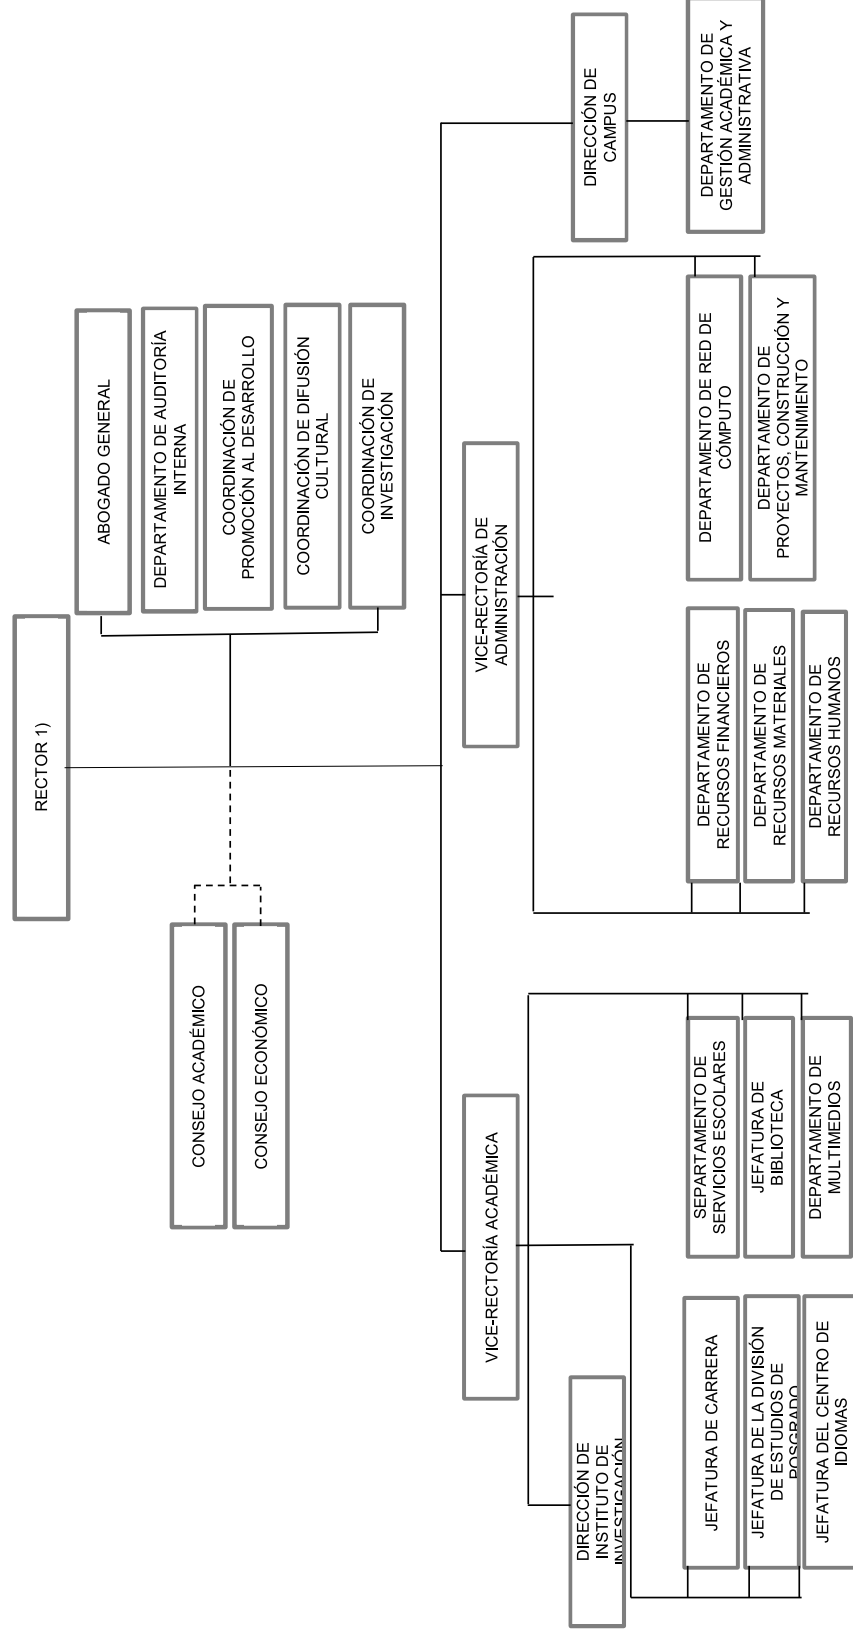 RECTOR 1)
CONSEJO ACADÉMICO
CONSEJO ECONÓMICO
ABOGADO GENERAL
DEPARTAMENTO DE AUDITORÍA
INTERNA
COORDINACIÓN DE
PROMOCIÓN AL DESARROLLO
COORDINACIÓN DE DIFUSIÓN
CULTURAL
COORDINACIÓN DE
INVESTIGACIÓN
VICE-RECTORÍA ACADÉMICA
VICE-RECTORÍA DE
ADMINISTRACIÓN
DIRECCIÓN DE
INSTITUTO DE
INVESTIGACIÓN
DIRECCIÓN DE
CAMPUS
JEFATURA DE CARRERA
JEFATURA DE LA DIVISIÓN
DE ESTUDIOS DE
POSGRADO
JEFATURA DEL CENTRO DE
IDIOMAS
SEPARTAMENTO DE
SERVICIOS ESCOLARES
JEFATURA DE
BIBLIOTECA
DEPARTAMENTO DE
MULTIMEDIOS
DEPARTAMENTO DE
RECURSOS FINANCIEROS
DEPARTAMENTO DE
RECURSOS MATERIALES
DEPARTAMENTO DE
RECURSOS HUMANOS
DEPARTAMENTO DE RED DE
CÓMPUTO
DEPARTAMENTO DE
PROYECTOS, CONSTRUCCIÓN Y
MANTENIMIENTO
DEPARTAMENTO DE
GESTIÓN ACADÉMICA Y
ADMINISTRATIVA